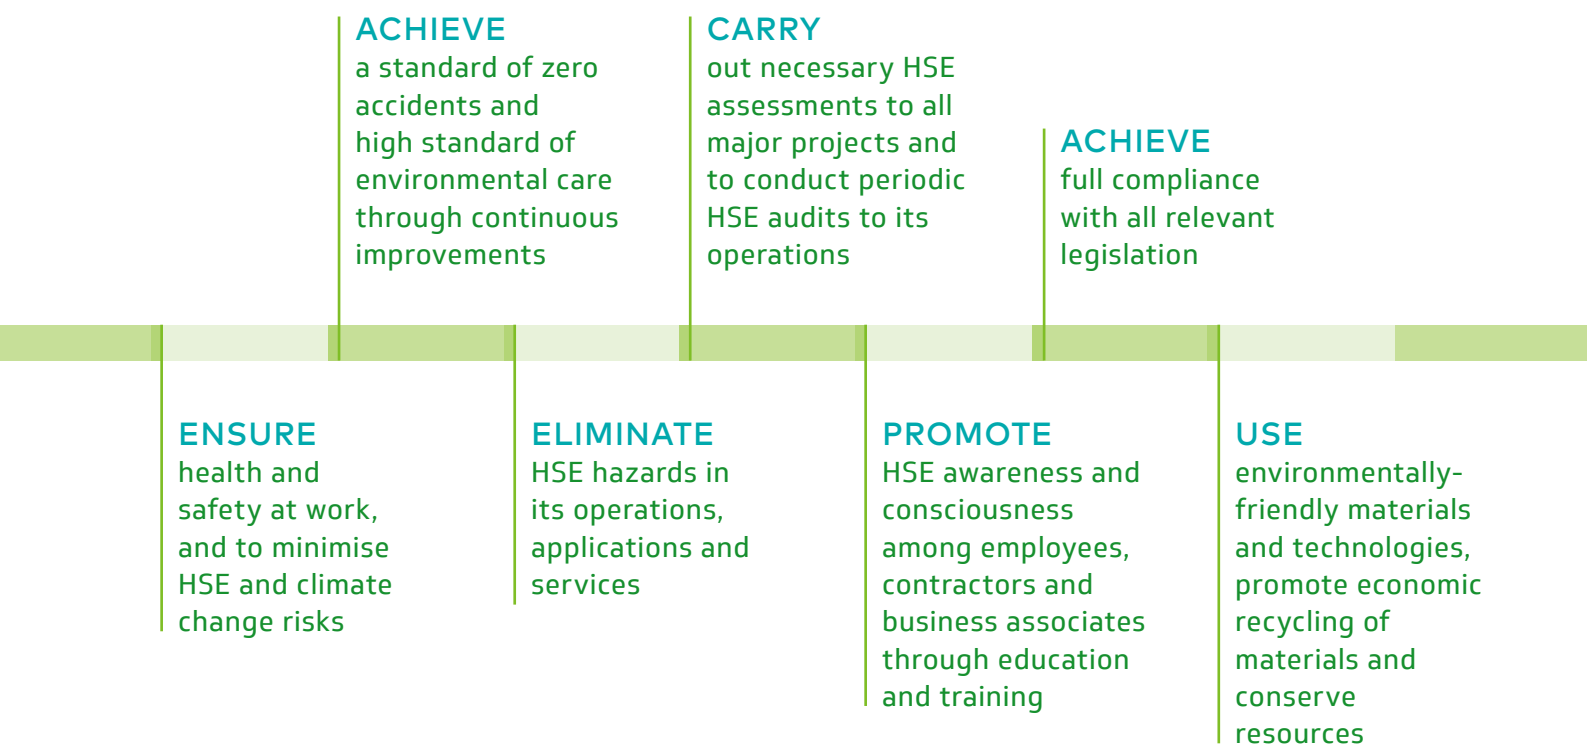 ACHIEVE
a standard of zero
accidents and
high standard of
environmental care
through continuous
improvements
CARRY
out necessary HSE
assessments to all
major projects and
to conduct periodic
HSE audits to its
operations
ACHIEVE
full compliance
with all relevant
legislation
ENSURE
health and
safety at work,
and to minimise
HSE and climate
change risks
ELIMINATE
HSE hazards in
its operations,
applications and
services
PROMOTE
HSE awareness and
consciousness
among employees,
contractors and
business associates
through education
and training
USE
environmentally-
friendly materials
and technologies,
promote economic
recycling of
materials and
conserve
resources